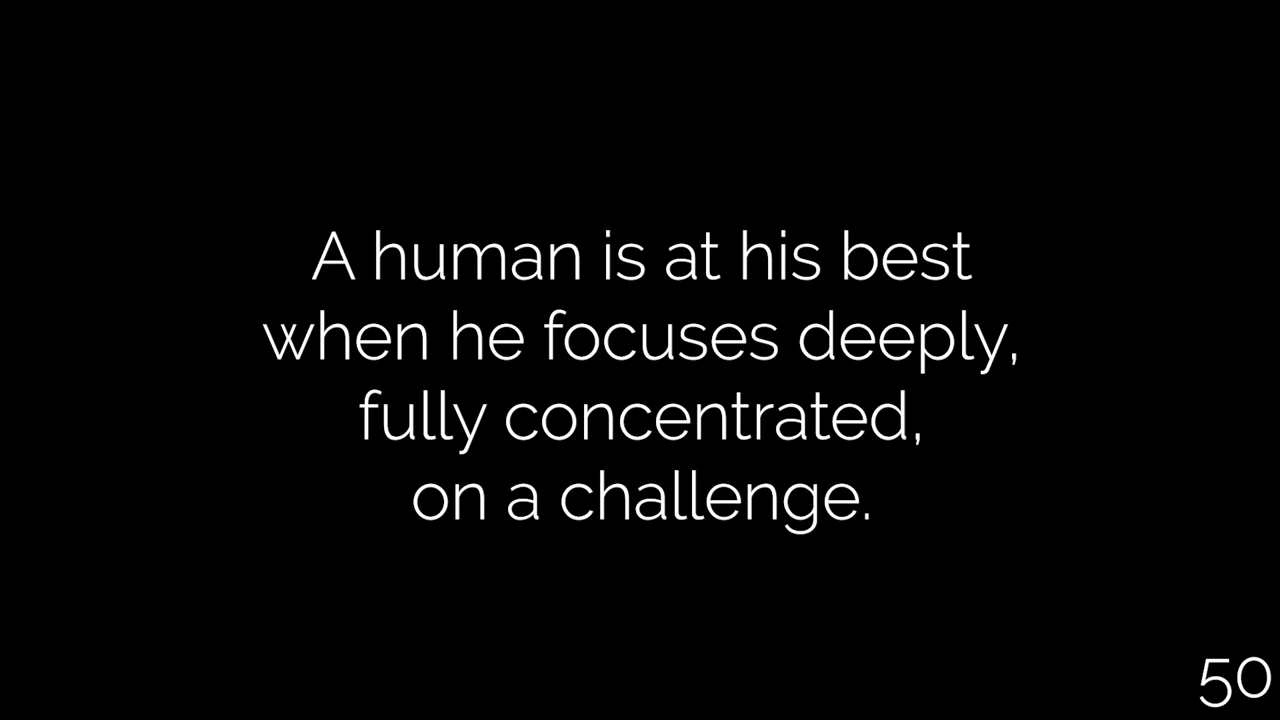 A human is at his best
when he focuses deeply,
fully concentrated,
on a challenge.
50